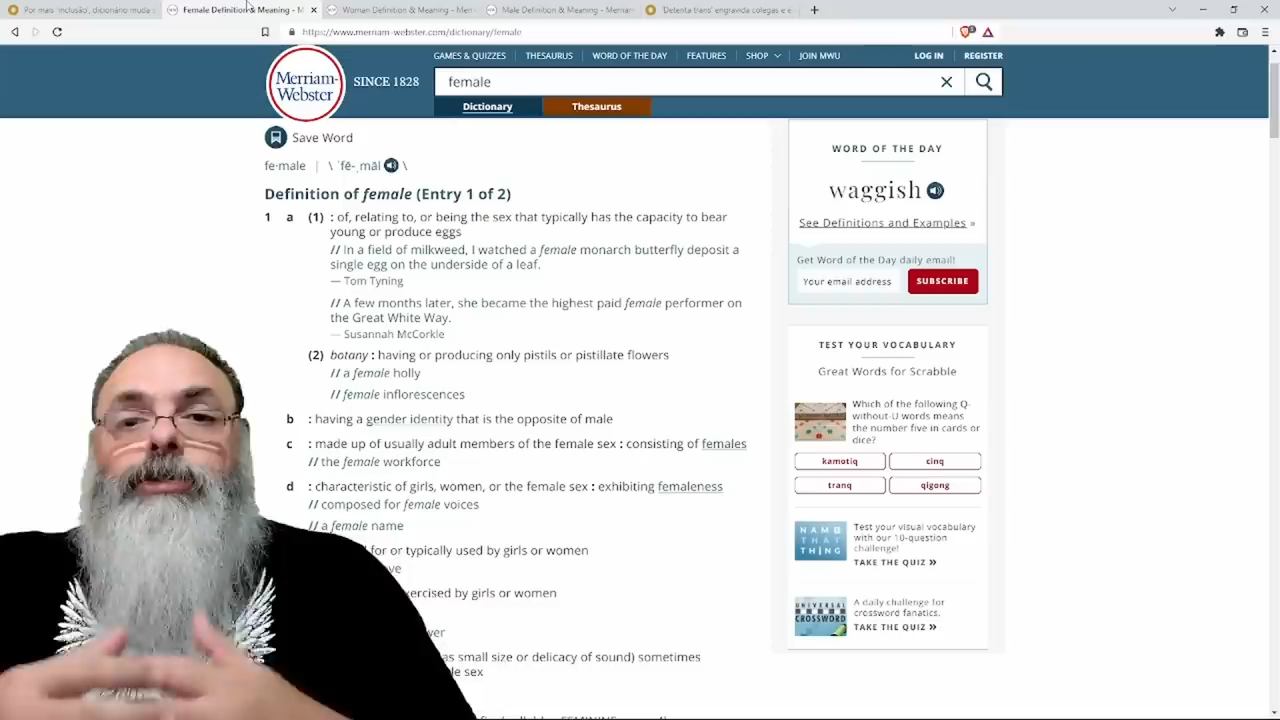 Por mais 'inclusão', dicionário muda s
Female Definition & Meaning - M
Woman Definition & Meaning - Merr
Male Definition & Meaning - Merriam
'Detenta trans' engravida colegas e e
https://www.merriam-webster.com/dictionary/female
GAMES & QUIZZES THESAURUS WORD OF THE DAY FEATURES SHOP JOIN MWU LOG IN REGISTER
Merriam-
Webster
SINCE 1828
female
Dictionary Thesaurus
Save Word
fe·male | \ ˈfē-ˌmāl \
Definition of female (Entry 1 of 2)
1 a (1) : of, relating to, or being the sex that typically has the capacity to bear
young or produce eggs
// In a field of milkweed, I watched a female monarch butterfly deposit a
single egg on the underside of a leaf.
— Tom Tyning
// A few months later, she became the highest paid female performer on
the Great White Way.
— Susannah McCorkle
(2) botany : having or producing only pistils or pistillate flowers
// a female holly
// female inflorescences
b : having a gender identity that is the opposite of male
c : made up of usually adult members of the female sex : consisting of females
// the female workforce
d : characteristic of girls, women, or the female sex : exhibiting femaleness
// composed for female voices
// a female name
for or typically used by girls or women
exercised by girls or women
as small size or delicacy of sound) sometimes
sex
WORD OF THE DAY
waggish
See Definitions and Examples »
Get Word of the Day daily email!
Your email address SUBSCRIBE
TEST YOUR VOCABULARY
Great Words for Scrabble
Which of the following Q-
without-U words means
the number five in cards or
dice?
kamotiq cinq
tranq qigong
NAME
THAT
THING
Test your visual vocabulary
with our 10-question
challenge!
TAKE THE QUIZ »
UNIVERSAL
CROSSWORD
A daily challenge for
crossword fanatics.
TAKE THE QUIZ »